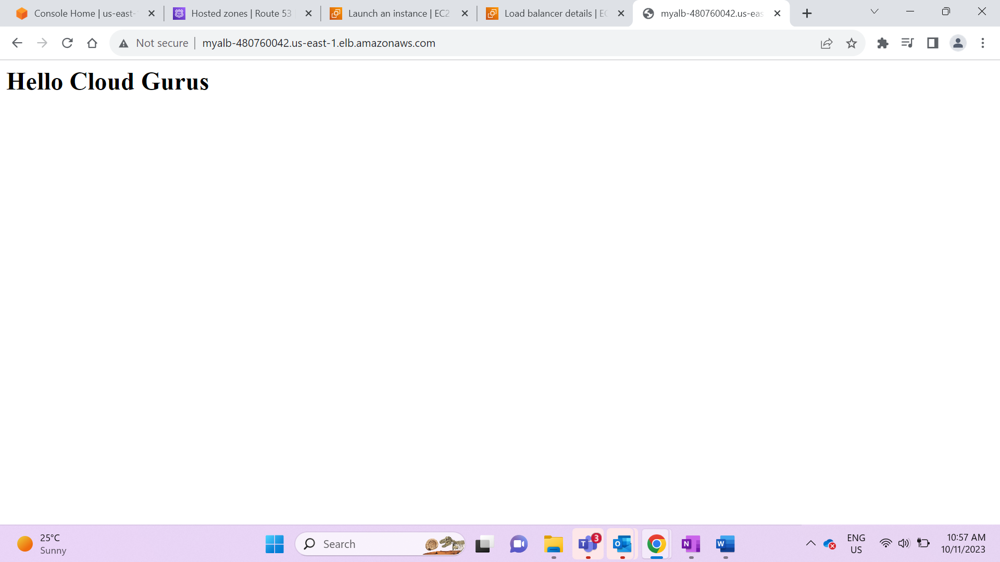 Console Home | us-east-
Hosted zones | Route 53
Launch an instance | EC2
Load balancer details | EC
myalb-480760042.us-eas
Not secure
myalb-480760042.us-east-1.elb.amazonaws.com
Hello Cloud Gurus
25°C
Sunny
Search
T
3
O
N
W
ENG
US
10:57 AM
10/11/2023